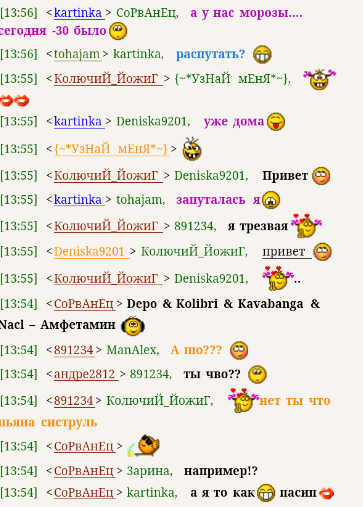 [13:56] <kartinka > СоРвАнЕц, а у нас морозы....
сегодня -30 было
[13:56] <tohajam > kartinka, распутать?
[13:55] <КолючиЙ_ЙожиГ > {~*УзНаЙ мЕнЯ*~},
[13:55] <kartinka > Deniska9201, уже дома
[13:55] <{~*УзНаЙ мЕнЯ*~} >
[13:55] <КолючиЙ_ЙожиГ > Deniska9201, Привет
[13:55] <kartinka > tohajam, запуталась я
[13:55] <КолючиЙ_ЙожиГ > 891234, я трезвая
[13:55] <Deniska9201 > КолючиЙ_ЙожиГ, привет
[13:55] <КолючиЙ_ЙожиГ > Deniska9201, ..
[13:54] <СоРвАнЕц > Depo & Kolibri & Kavabanga &
Nacl – Амфетамин
[13:54] <891234 > ManAlex, А шо???
[13:54] <андре2812 > 891234, ты чво??
[13:54] <891234 > КолючиЙ_ЙожиГ, нет ты что
пьяна систруль
[13:54] <СоРвАнЕц >
[13:54] <СоРвАнЕц > Зарина, например!?
[13:54] <СоРвАнЕц > kartinka, а я то как пасип